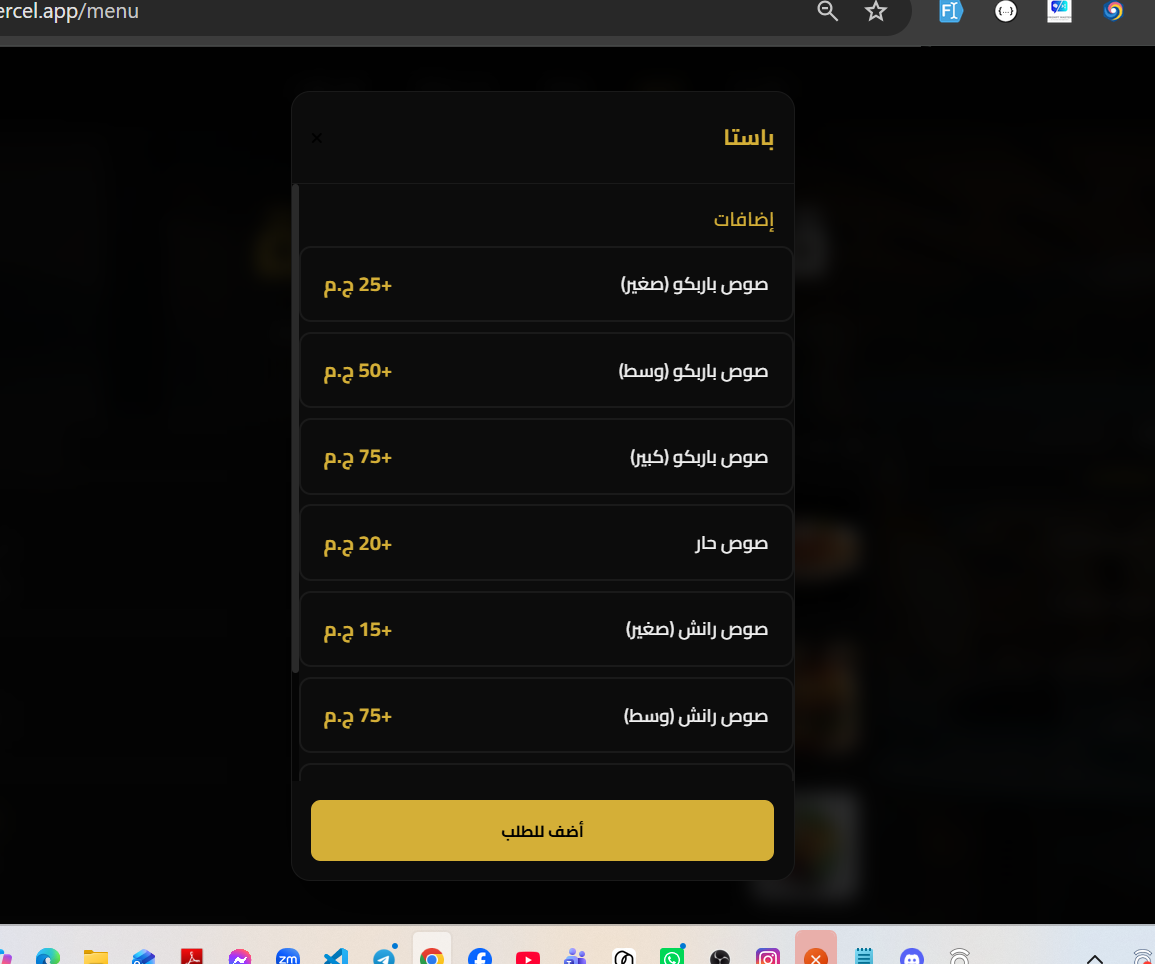 ercel.app/menu
باستا
×
إضافات
صوص باربكو (صغير) +25 ج.م
صوص باربكو (وسط) +50 ج.م
صوص باربكو (كبير) +75 ج.م
صوص حار +20 ج.م
صوص رانش (صغير) +15 ج.م
صوص رانش (وسط) +75 ج.م
أضف للطلب
zm